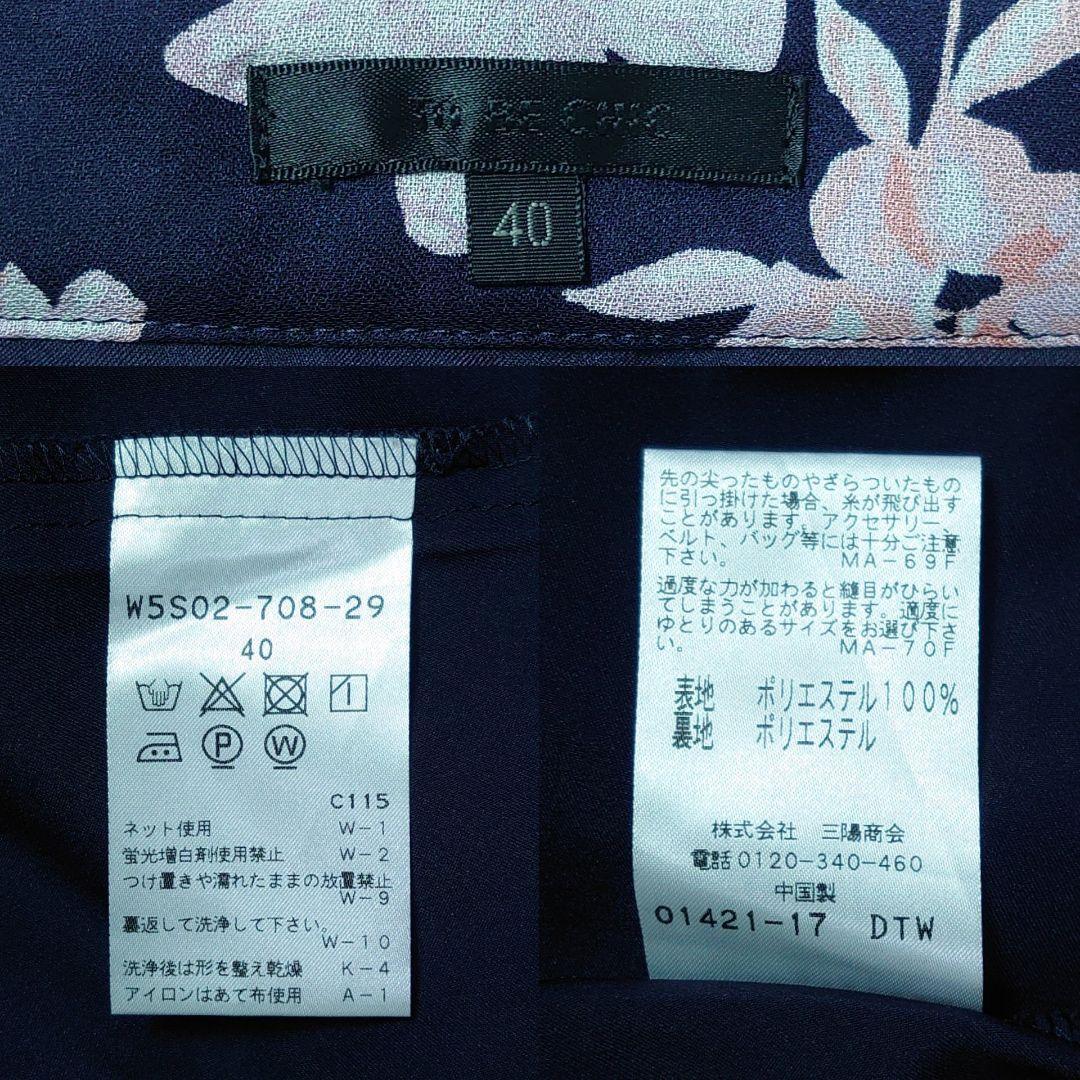 TO BE CHIC
40
W5S02-708-29
40
P
W
C115
ネット使用 W-1
蛍光増白剤使用禁止 W-2
つけ置きや濡れたままの放置禁止
W-9
裏返して洗浄して下さい。
W-10
洗浄後は形を整え乾燥 K-4
アイロンはあて布使用 A-1
先の尖ったものやざらついたもの
に引っ掛けた場合、糸が飛び出す
ことがあります。アクセサリー、
ベルト、バッグ等には十分ご注意
下さい。 MA-69F
過度な力が加わると縫目がひらい
てしまうことがあります。適度に
ゆとりのあるサイズをお選び下さ
い。 MA-70F
表地 ポリエステル100%
裏地 ポリエステル
株式会社 三陽商会
電話0120-340-460
中国製
01421-17 DTW